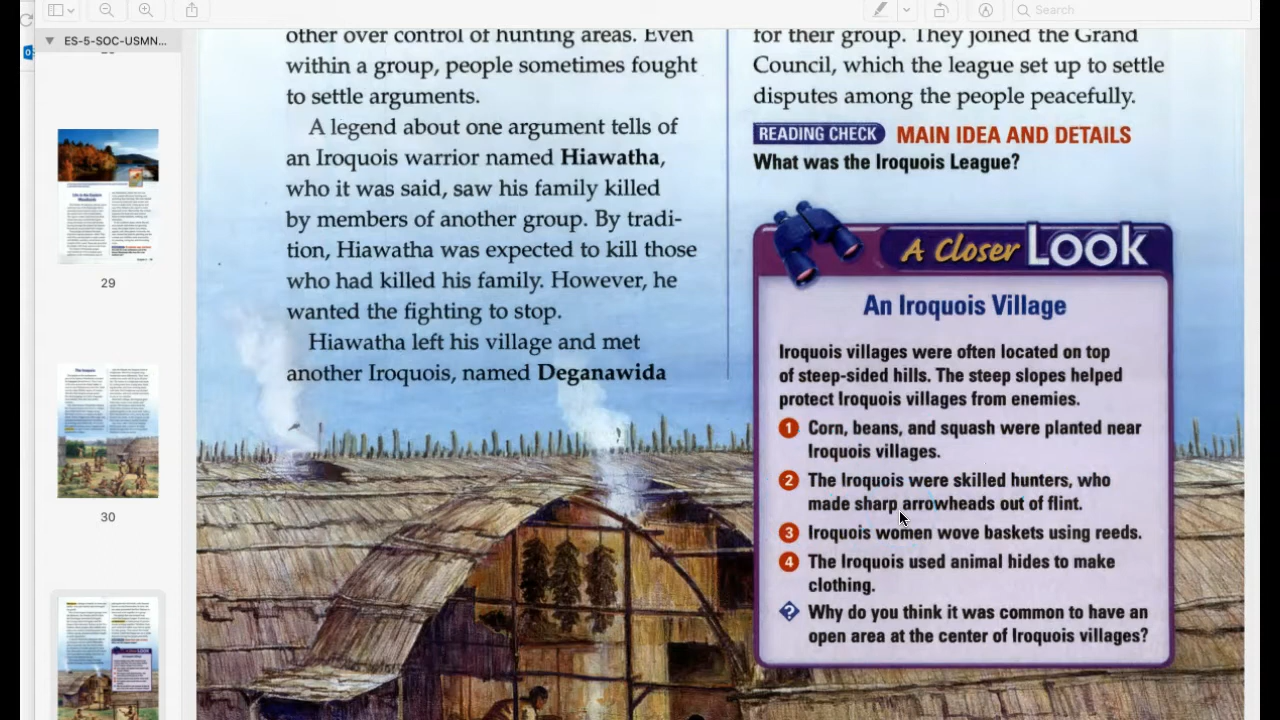 Search
ES-5-SOC-USMN...
29
30
other over control of hunting areas. Even
within a group, people sometimes fought
to settle arguments.
A legend about one argument tells of
an Iroquois warrior named Hiawatha,
who it was said, saw his family killed
by members of another group. By tradi-
tion, Hiawatha was expected to kill those
who had killed his family. However, he
wanted the fighting to stop.
Hiawatha left his village and met
another Iroquois, named Deganawida
for their group. They joined the Grand
Council, which the league set up to settle
disputes among the people peacefully.
READING CHECK MAIN IDEA AND DETAILS
What was the Iroquois League?
A Closer LOOK
An Iroquois Village
Iroquois villages were often located on top
of steep-sided hills. The steep slopes helped
protect Iroquois villages from enemies.
1 Corn, beans, and squash were planted near
Iroquois villages.
2 The Iroquois were skilled hunters, who
made sharp arrowheads out of flint.
3 Iroquois women wove baskets using reeds.
4 The Iroquois used animal hides to make
clothing.
? Why do you think it was common to have an
open area at the center of Iroquois villages?